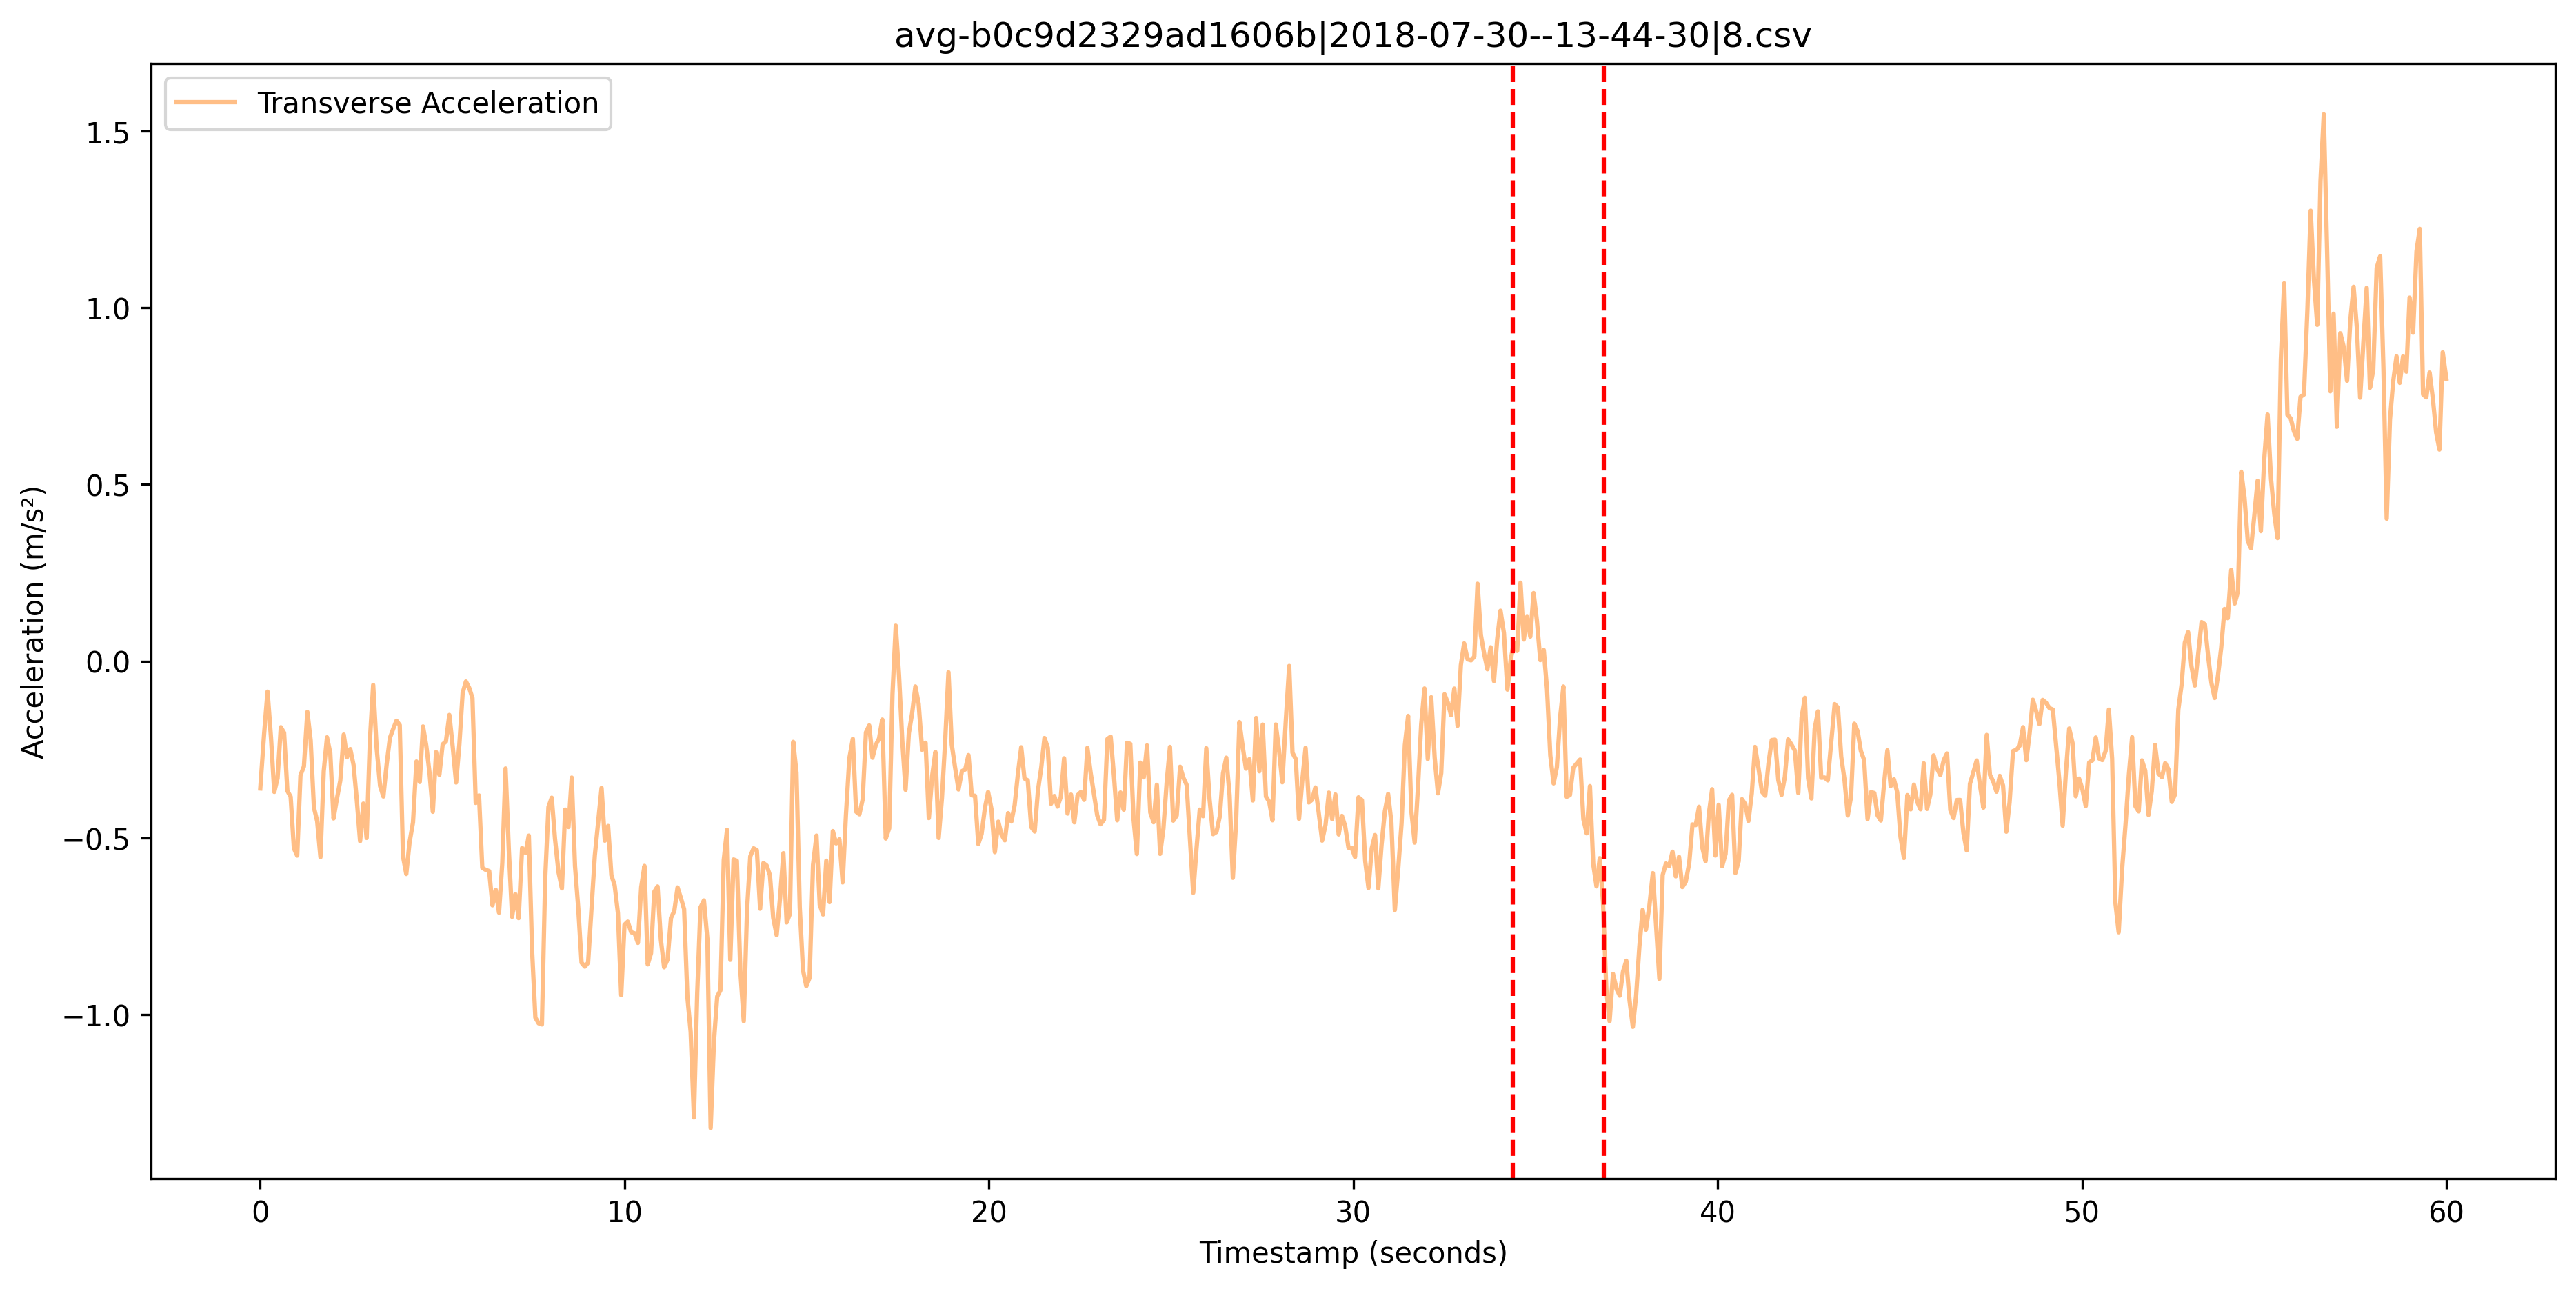 avg-b0c9d2329ad1606b|2018-07-30--13-44-30|8.csv
Transverse Acceleration
1.5
1.0
0.5
0.0
−0.5
−1.0
Acceleration (m/s²)
0 10 20 30 40 50 60
Timestamp (seconds)